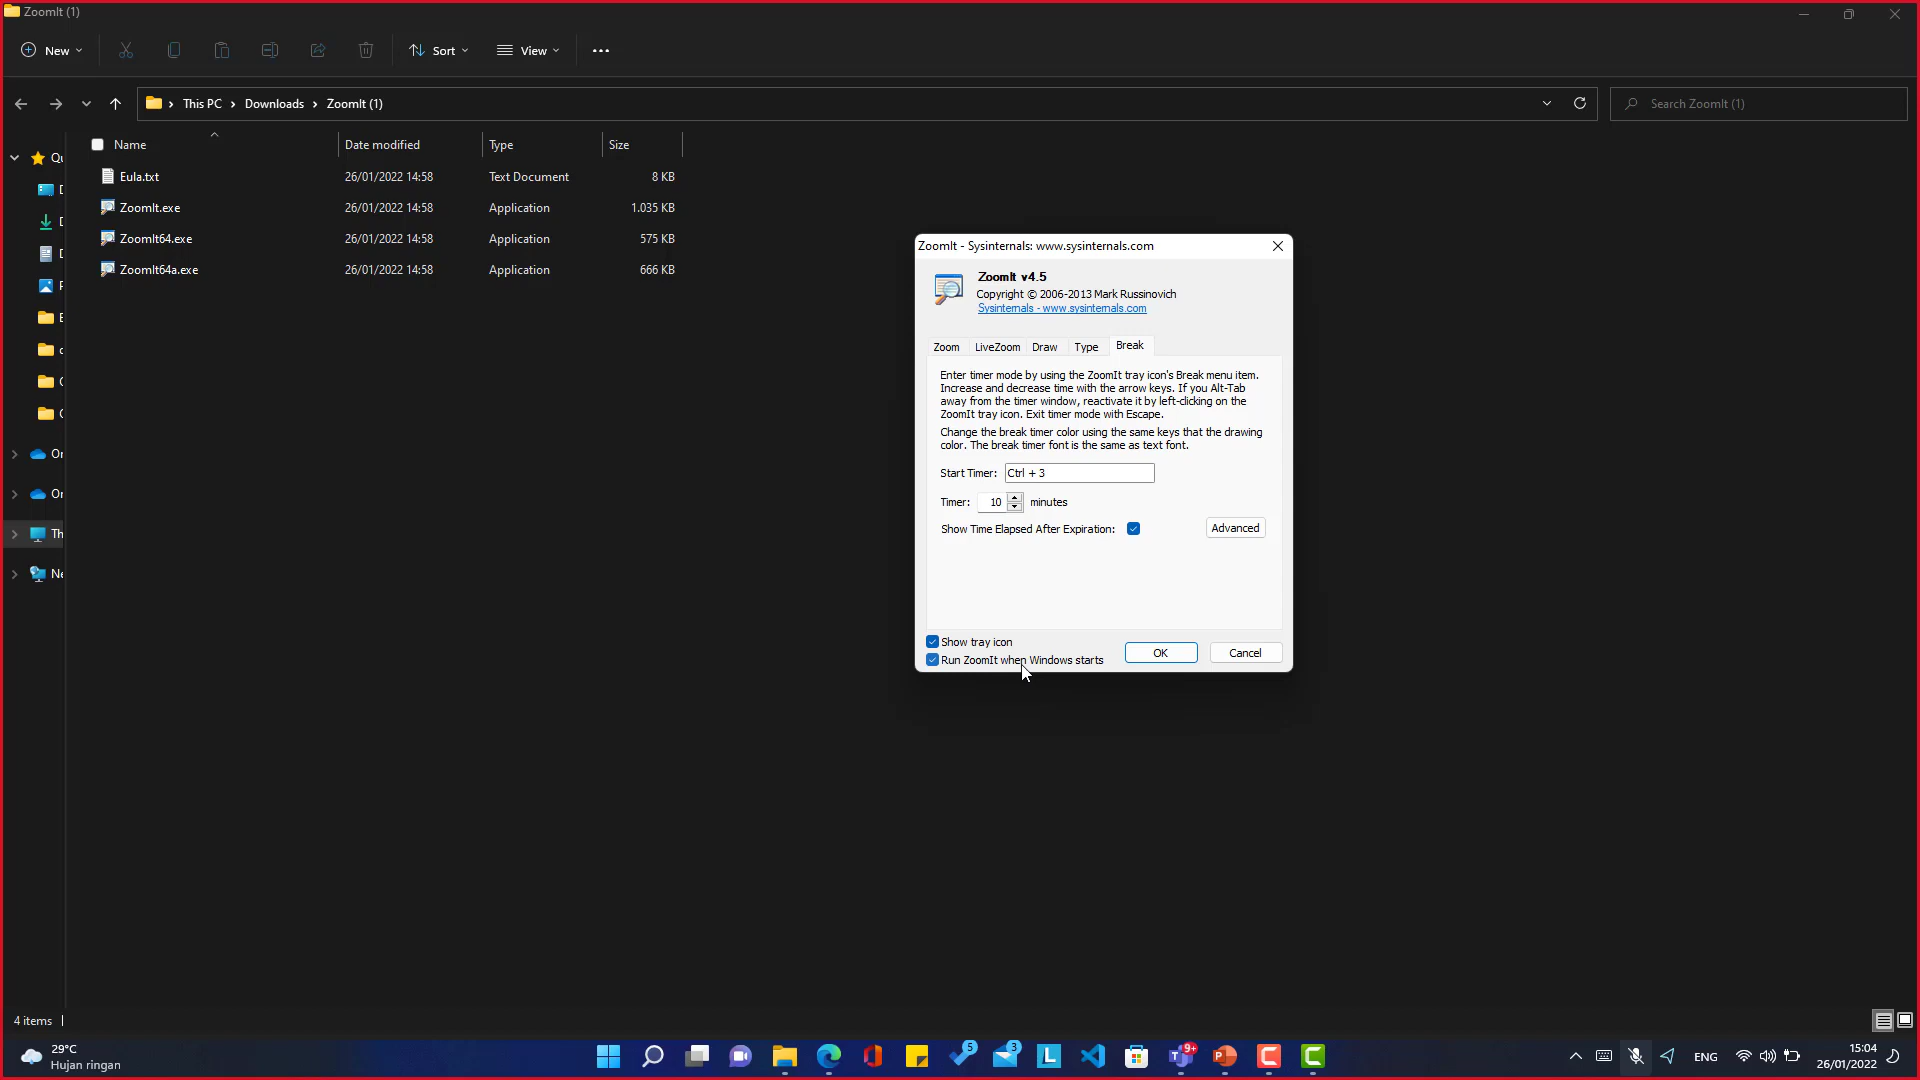 ZoomIt (1)
New
Sort
View
This PC
Downloads
ZoomIt (1)
Search ZoomIt (1)
Name
Date modified
Type
Size
Eula.txt
26/01/2022 14:58
Text Document
8 KB
ZoomIt.exe
26/01/2022 14:58
Application
1.035 KB
ZoomIt64.exe
26/01/2022 14:58
Application
575 KB
ZoomIt64a.exe
26/01/2022 14:58
Application
666 KB
Qu
Or
Or
Th
Ne
ZoomIt - Sysinternals: www.sysinternals.com
ZoomIt v4.5
Copyright © 2006-2013 Mark Russinovich
Sysinternals - www.sysinternals.com
Zoom
LiveZoom
Draw
Type
Break
Enter timer mode by using the ZoomIt tray icon's Break menu item.
Increase and decrease time with the arrow keys. If you Alt-Tab
away from the timer window, reactivate it by left-clicking on the
ZoomIt tray icon. Exit timer mode with Escape.
Change the break timer color using the same keys that the drawing
color. The break timer font is the same as text font.
Start Timer:
Ctrl + 3
Timer:
10
minutes
Show Time Elapsed After Expiration:
Advanced
Show tray icon
Run ZoomIt when Windows starts
OK
Cancel
4 items
29°C
Hujan ringan
5
3
L
9+
ENG
15:04
26/01/2022